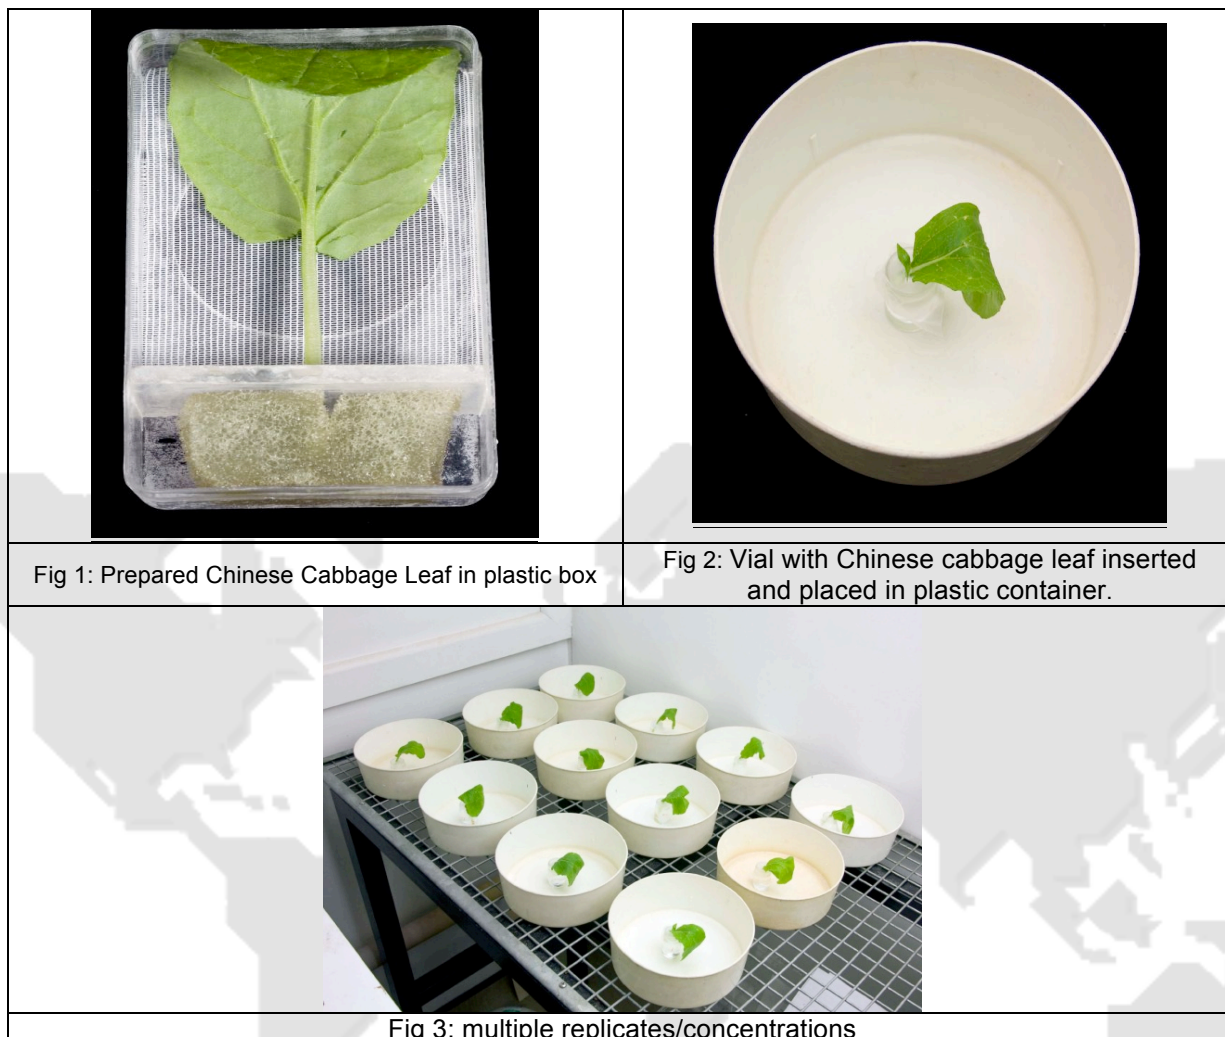 Fig 1: Prepared Chinese Cabbage Leaf in plastic box
Fig 2: Vial with Chinese cabbage leaf inserted
and placed in plastic container.
Fig 3: multiple replicates/concentrations